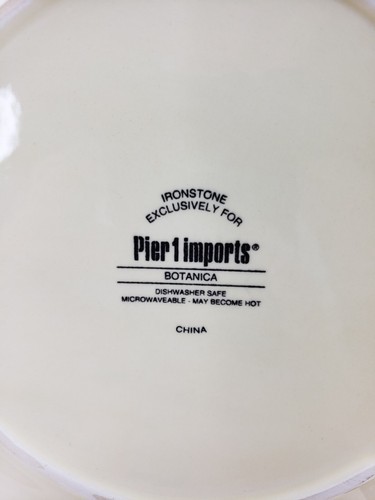 IRONSTONE
EXCLUSIVELY FOR
Pier 1 imports®
BOTANICA
DISHWASHER SAFE
MICROWAVEABLE - MAY BECOME HOT
CHINA